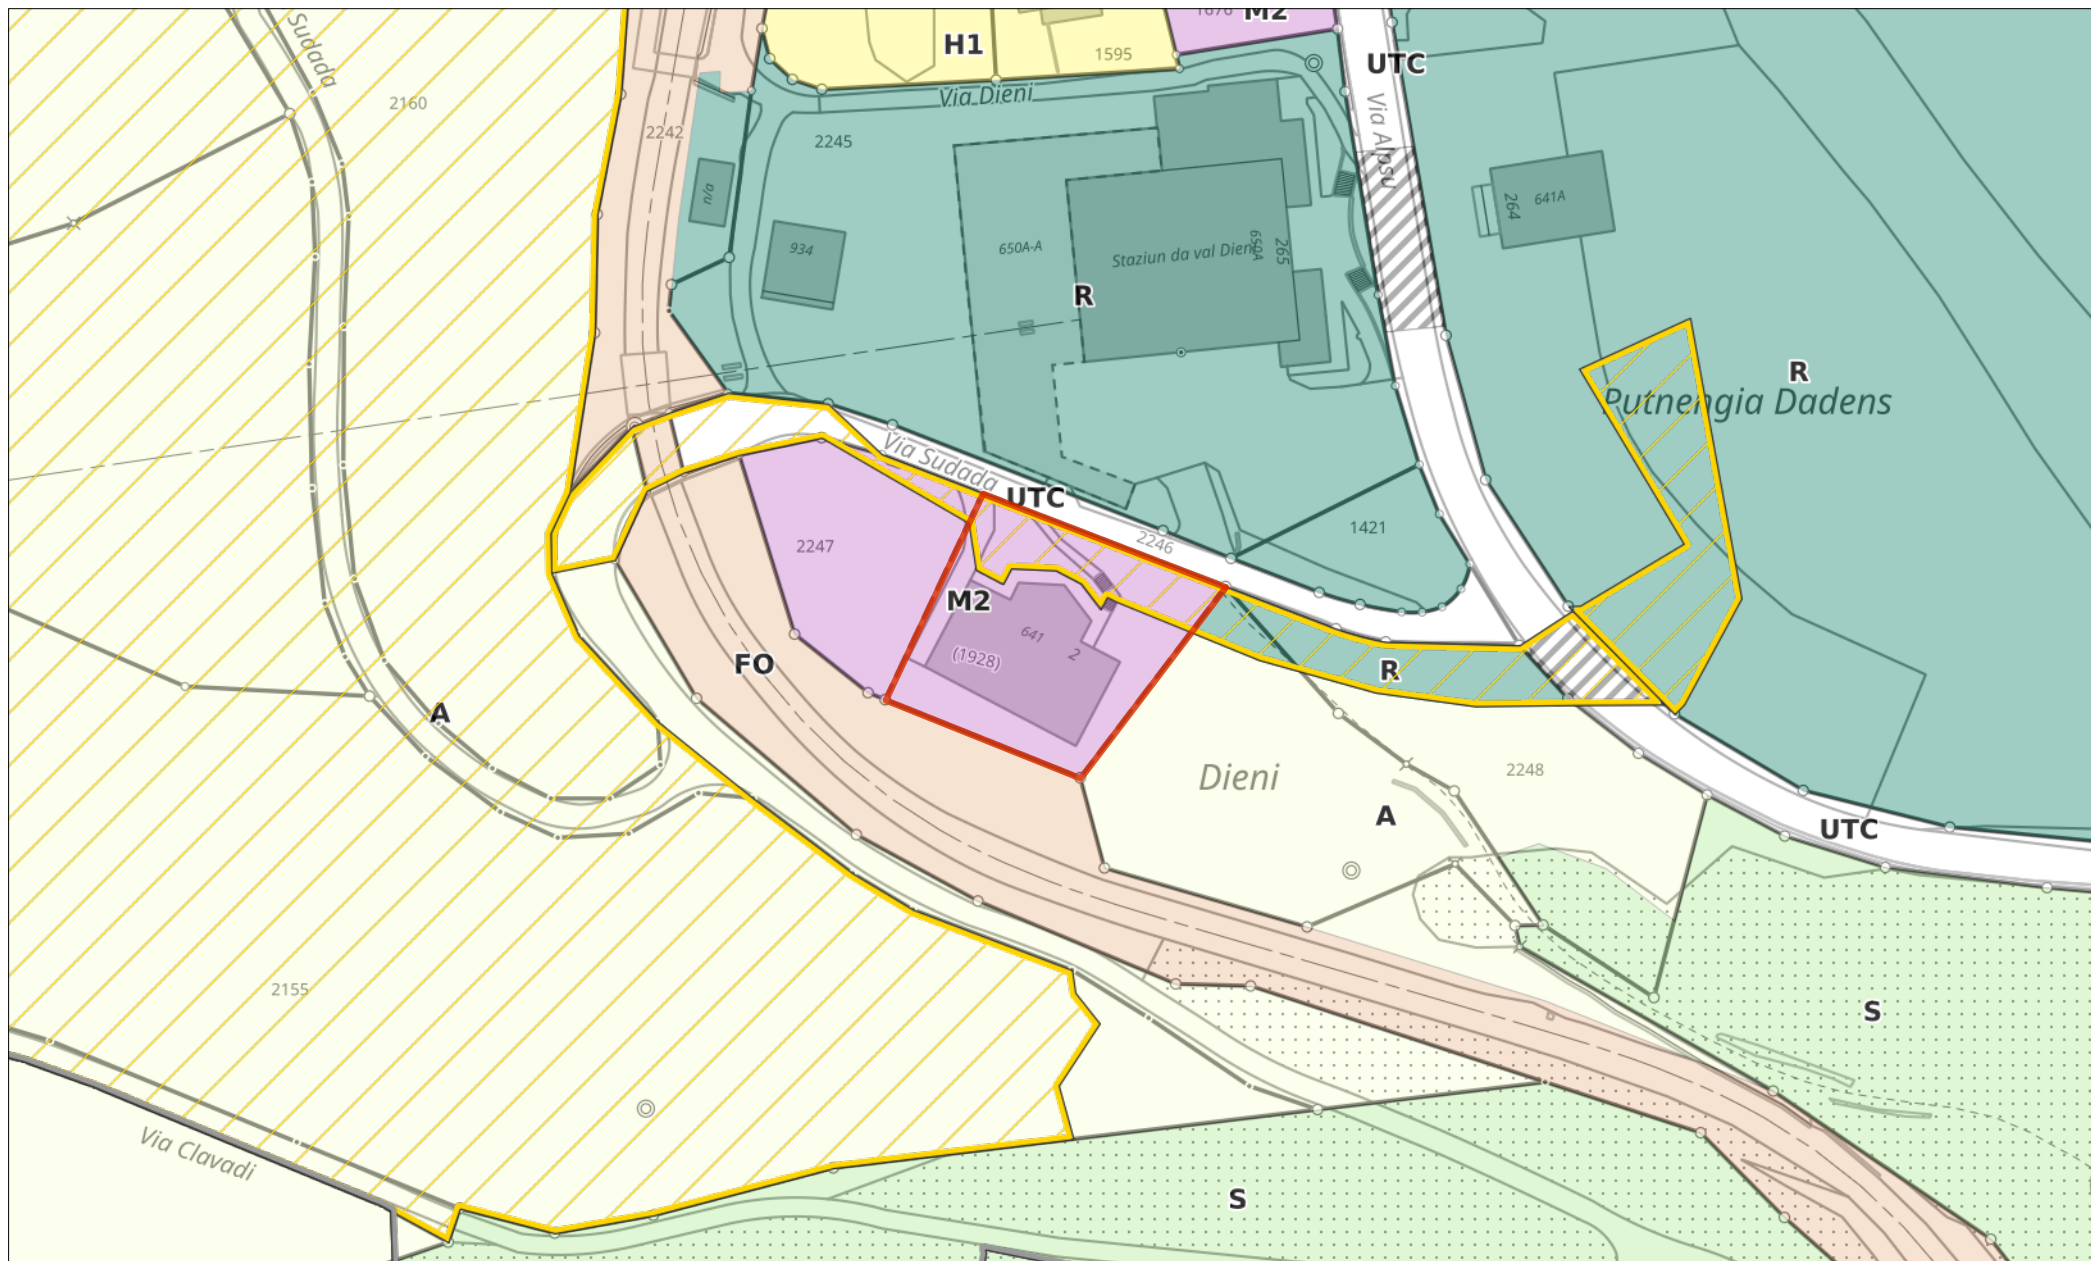 Sudada
M2
H1
1595
UTC
2160
Via Dieni
Via Alpsu
2242
2245
n/a
264
641A
934
650A-A
Staziun da val Dieni
650A
265
R
R
Putnengia Dadens
Via Sudada
UTC
2246
1421
2247
M2
641
2
(1928)
FO
R
A
Dieni
2248
A
UTC
2155
S
Via Clavadi
S